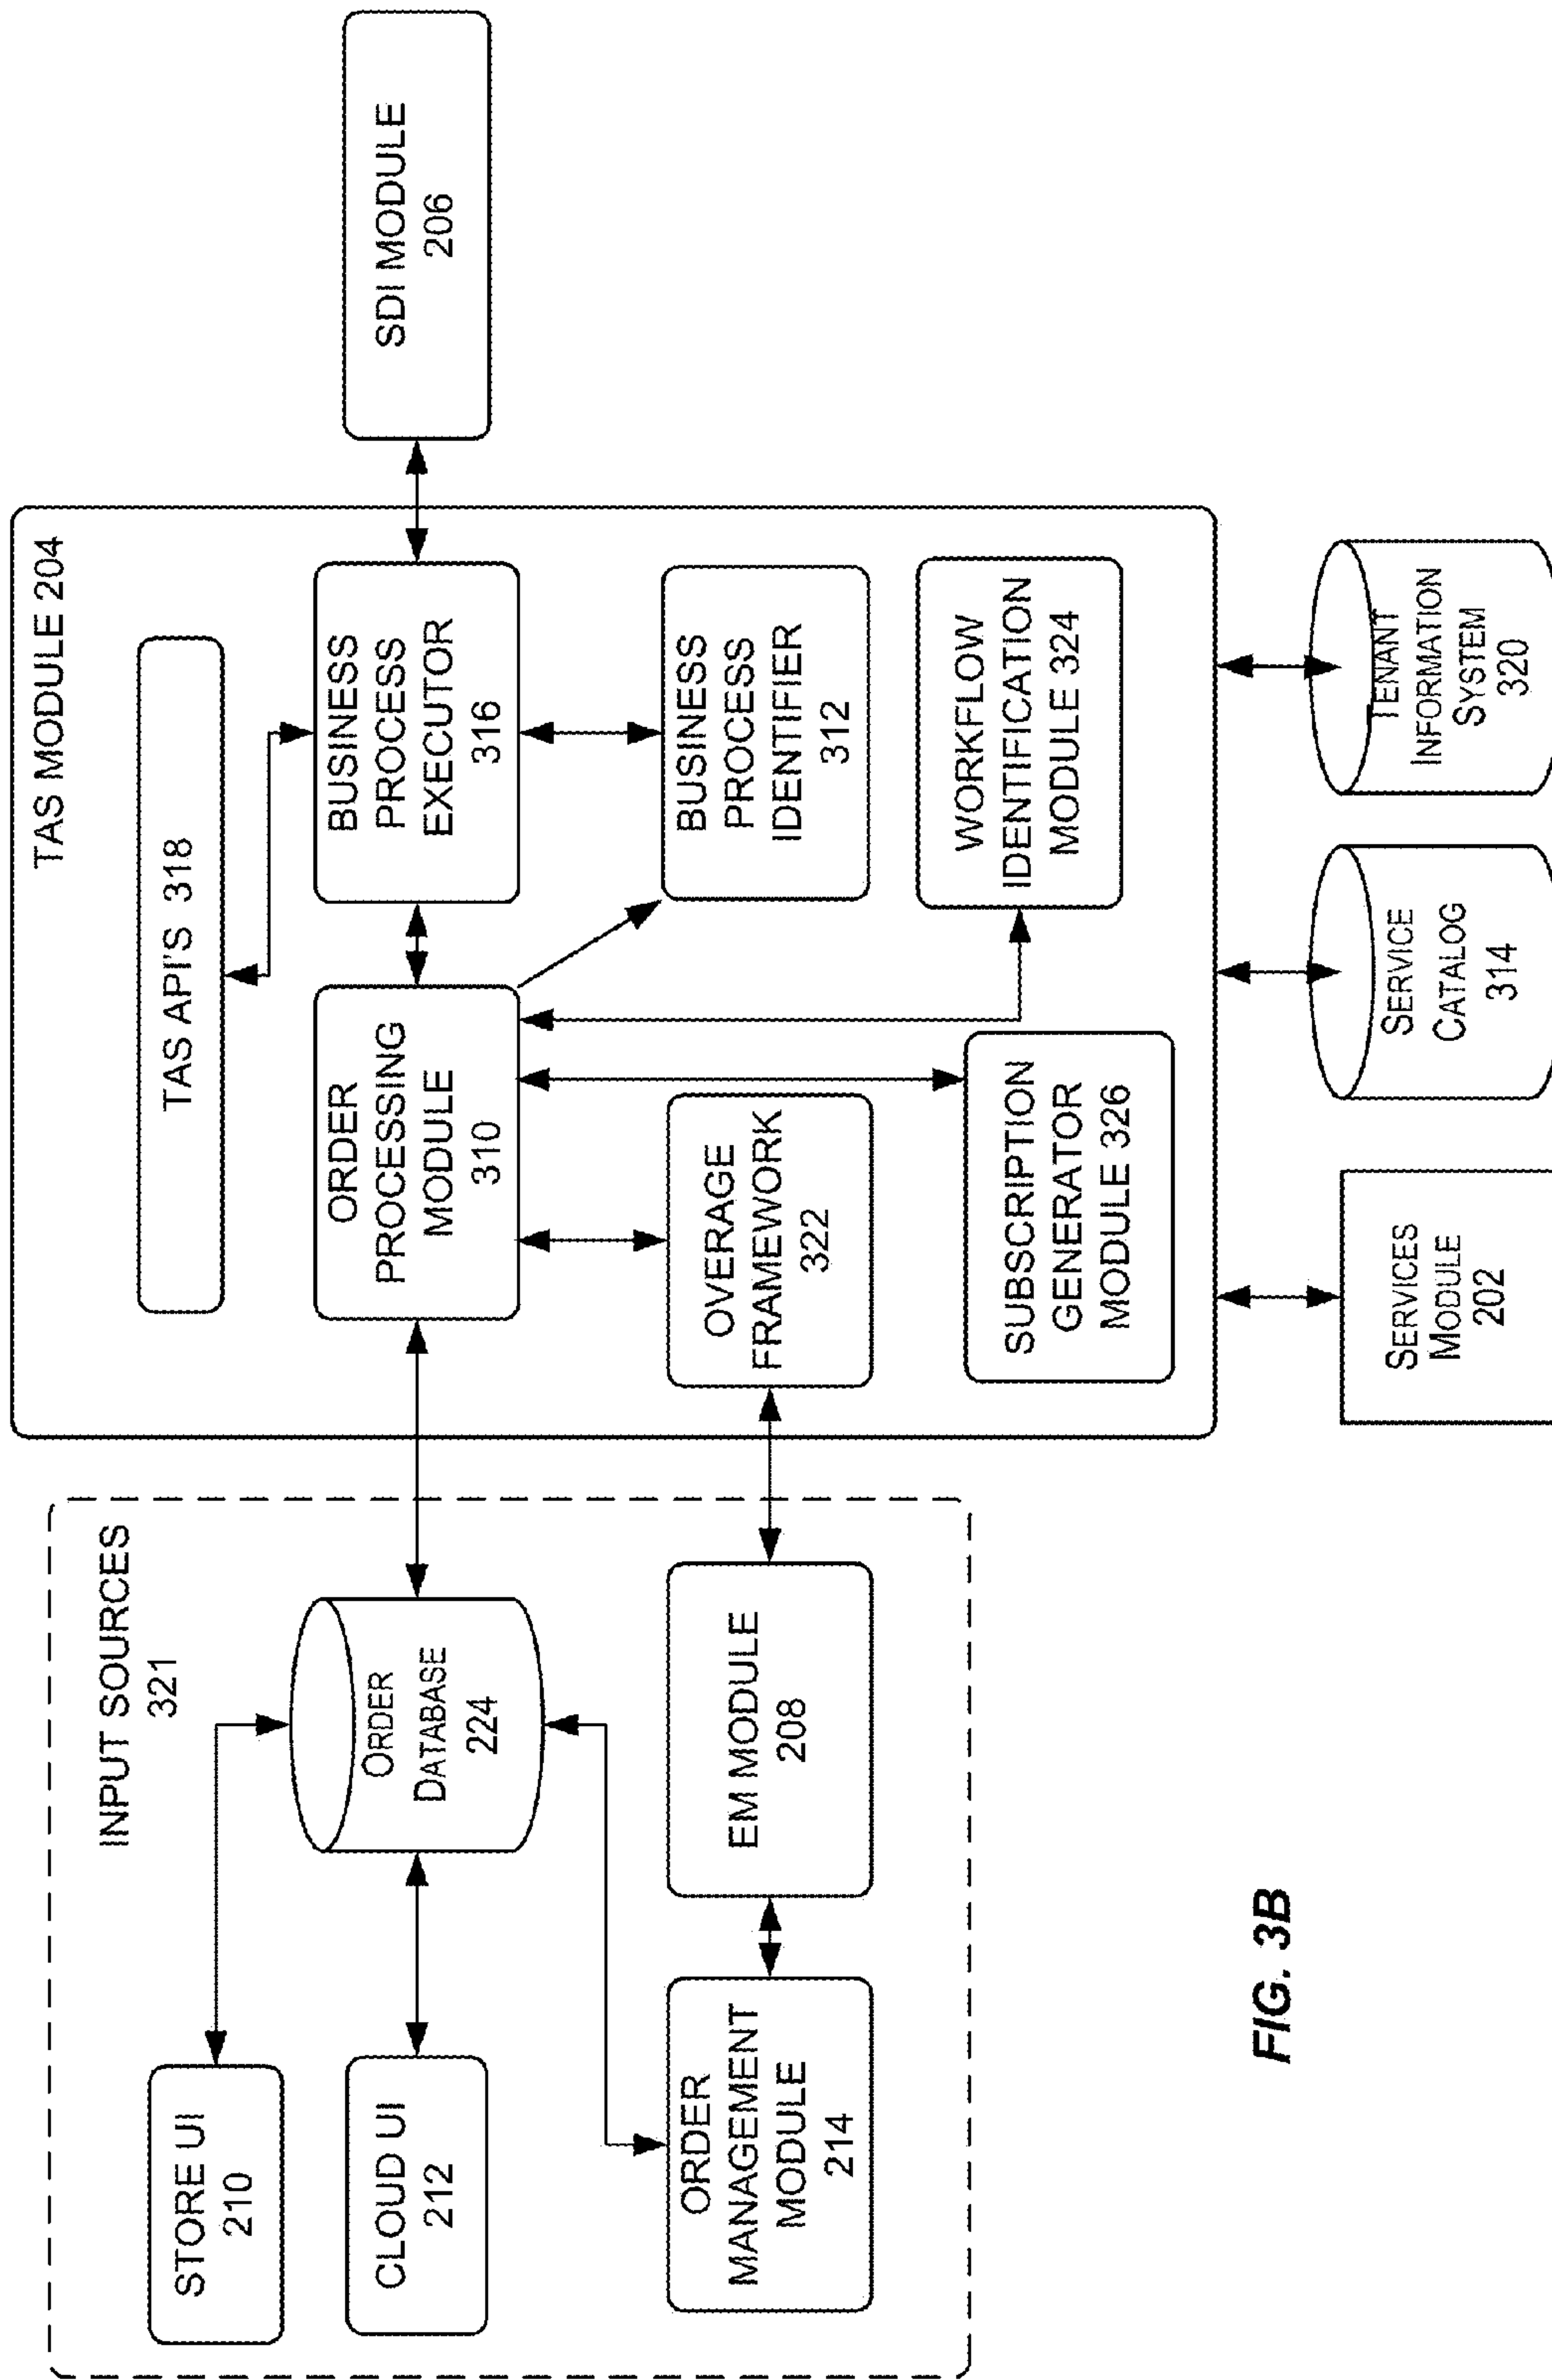 INPUT SOURCES
321
STORE UI
210
CLOUD UI
212
ORDER
MANAGEMENT
MODULE
214
ORDER
DATABASE
224
EM MODULE
208
TAS MODULE 204
TAS API'S 318
ORDER
PROCESSING
MODULE
310
BUSINESS
PROCESS
EXECUTOR
316
OVERAGE
FRAMEWORK
322
BUSINESS
PROCESS
IDENTIFIER
312
SUBSCRIPTION
GENERATOR
MODULE 326
WORKFLOW
IDENTIFICATION
MODULE 324
SDI MODULE
206
SERVICES
MODULE
202
SERVICE
CATALOG
314
TENANT
INFORMATION
SYSTEM
320
FIG. 3B